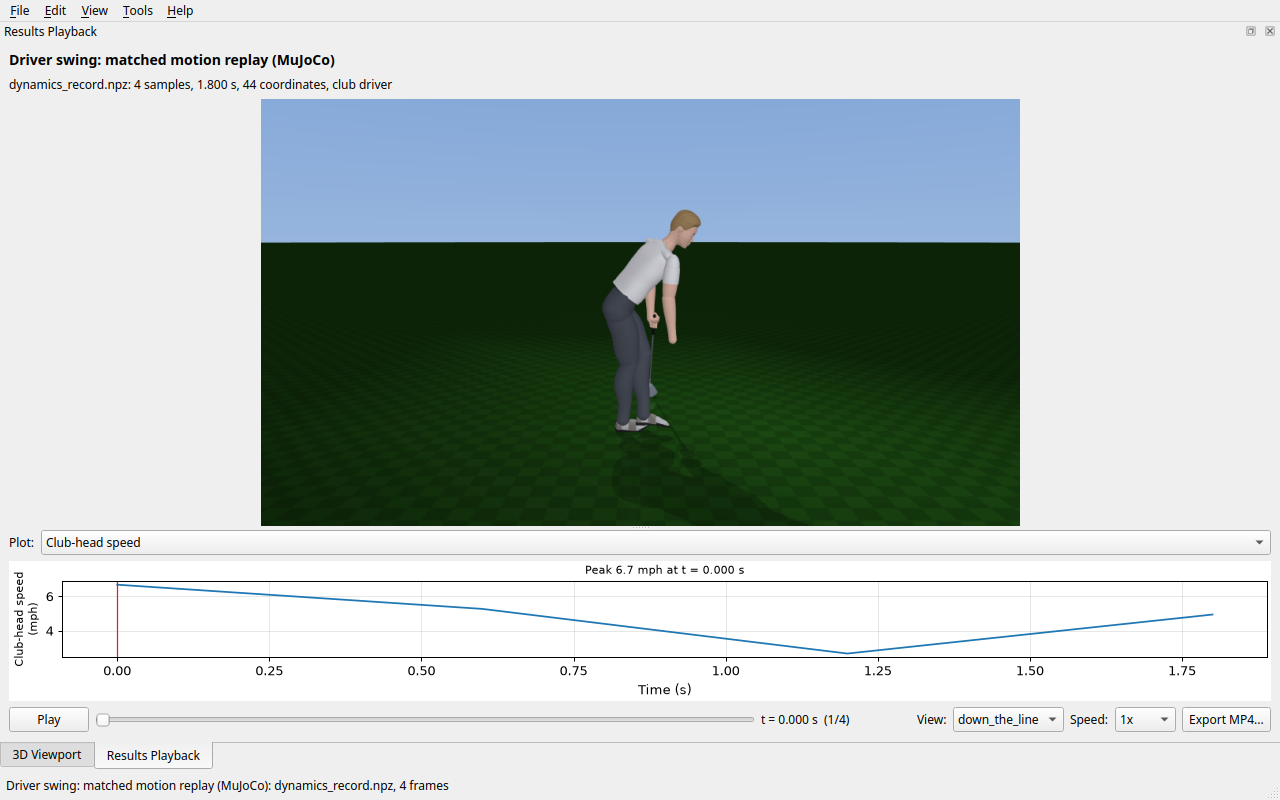 File Edit View Tools Help
Results Playback
Driver swing: matched motion replay (MuJoCo)
dynamics_record.npz: 4 samples, 1.800 s, 44 coordinates, club driver
Plot: Club-head speed
Peak 6.7 mph at t = 0.000 s
Club-head speed
(mph)
6
4
0.00 0.25 0.50 0.75 1.00 1.25 1.50 1.75
Time (s)
Play t = 0.000 s (1/4) View: down_the_line Speed: 1x Export MP4...
3D Viewport Results Playback
Driver swing: matched motion replay (MuJoCo): dynamics_record.npz, 4 frames